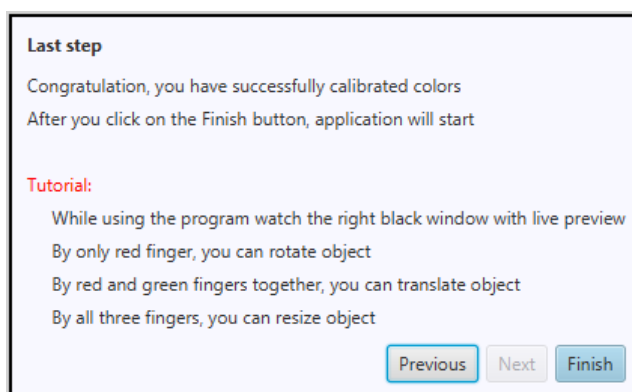 Last step
Congratulation, you have successfully calibrated colors
After you click on the Finish button, application will start
Tutorial:
While using the program watch the right black window with live preview
By only red finger, you can rotate object
By red and green fingers together, you can translate object
By all three fingers, you can resize object
Previous Next Finish